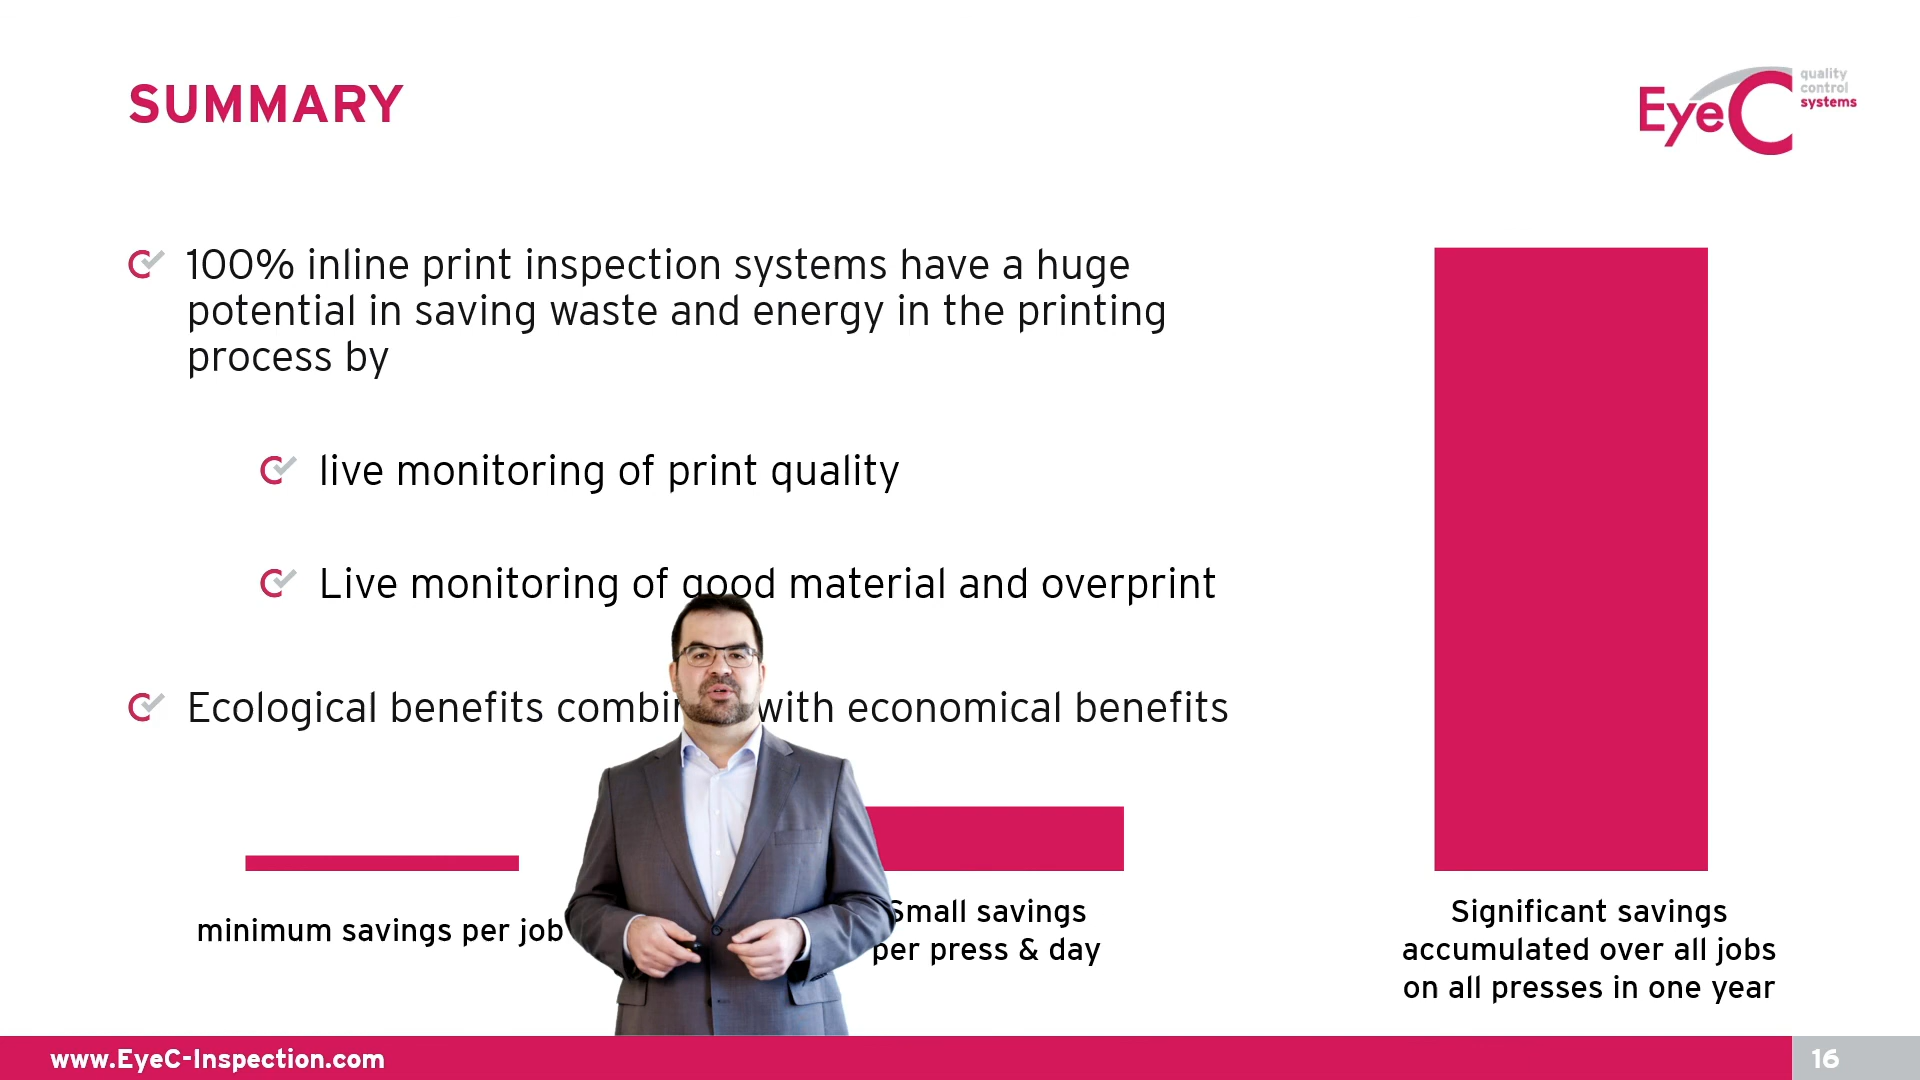 SUMMARY
EyeC
quality
control
systems
100% inline print inspection systems have a huge
potential in saving waste and energy in the printing
process by
live monitoring of print quality
Live monitoring of good material and overprint
Ecological benefits with economical benefits
minimum savings per job
Small savings
per press & day
Significant savings
accumulated over all jobs
on all presses in one year
www.EyeC-Inspection.com
16